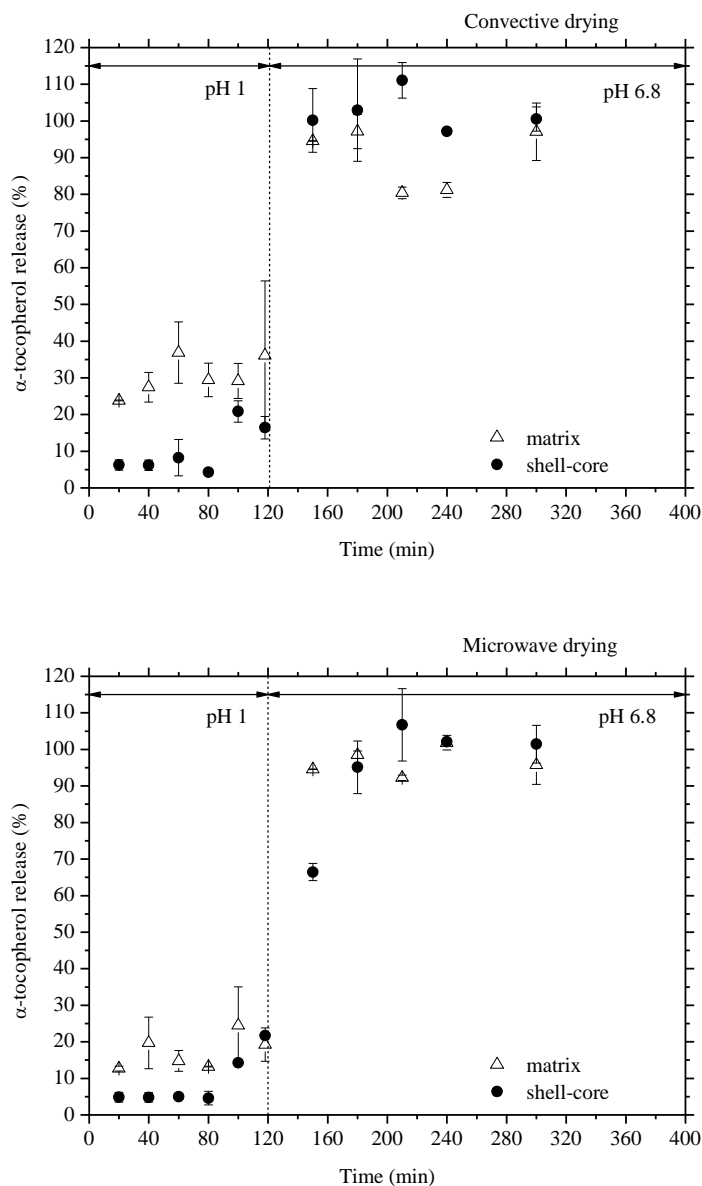 Convective drying
120
110
100
90
80
70
60
50
40
30
20
10
0
pH 1
pH 6.8
α-tocopherol release (%)
matrix
shell-core
0 40 80 120 160 200 240 280 320 360 400
Time (min)
Microwave drying
120
110
100
90
80
70
60
50
40
30
20
10
0
pH 1
pH 6.8
α-tocopherol release (%)
matrix
shell-core
0 40 80 120 160 200 240 280 320 360 400
Time (min)